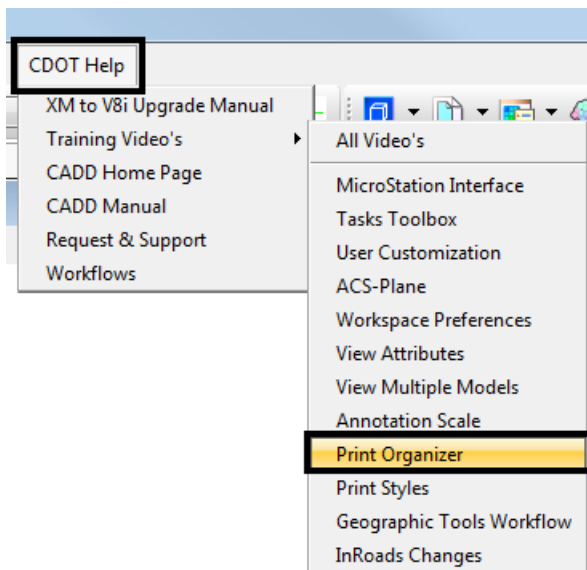 CDOT Help
XM to V8i Upgrade Manual
Training Video's
CADD Home Page
CADD Manual
Request & Support
Workflows
All Video's
MicroStation Interface
Tasks Toolbox
User Customization
ACS-Plane
Workspace Preferences
View Attributes
View Multiple Models
Annotation Scale
Print Organizer
Print Styles
Geographic Tools Workflow
InRoads Changes